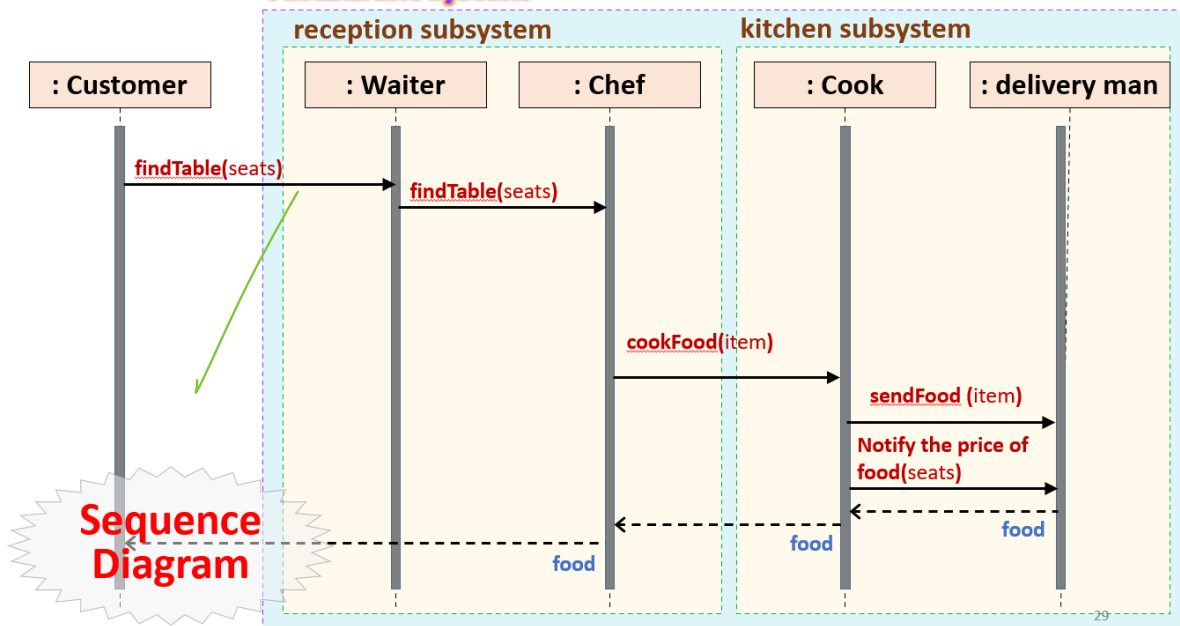 reception subsystem
kitchen subsystem
: Customer
: Waiter
: Chef
: Cook
: delivery man
findTable(seats)
findTable(seats)
cookFood(item)
sendFood (item)
Notify the price of
food(seats)
food
food
food
Sequence
Diagram
29